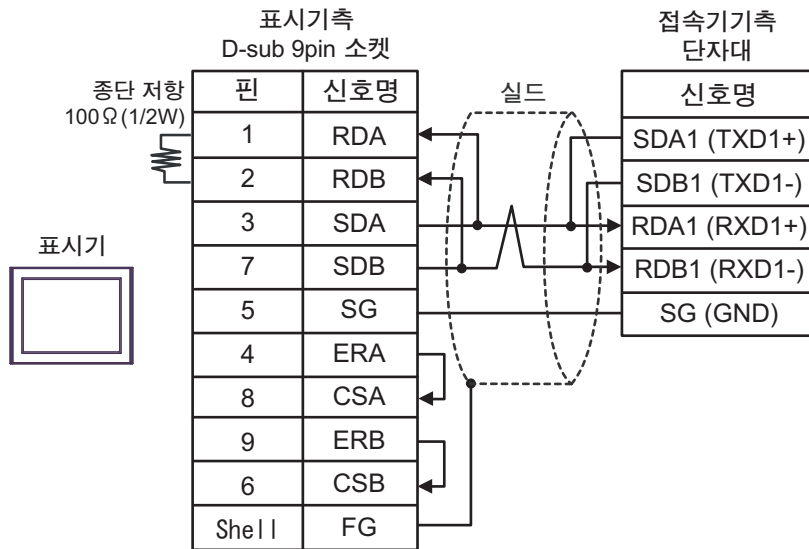 표시기측
D-sub 9pin 소켓
접속기기측
단자대
종단 저항
100Ω(1/2W)
핀 신호명
실드
신호명
1 RDA
SDA1 (TXD1+)
2 RDB
SDB1 (TXD1-)
3 SDA
RDA1 (RXD1+)
표시기
7 SDB
RDB1 (RXD1-)
5 SG
SG (GND)
4 ERA
8 CSA
9 ERB
6 CSB
Shell FG